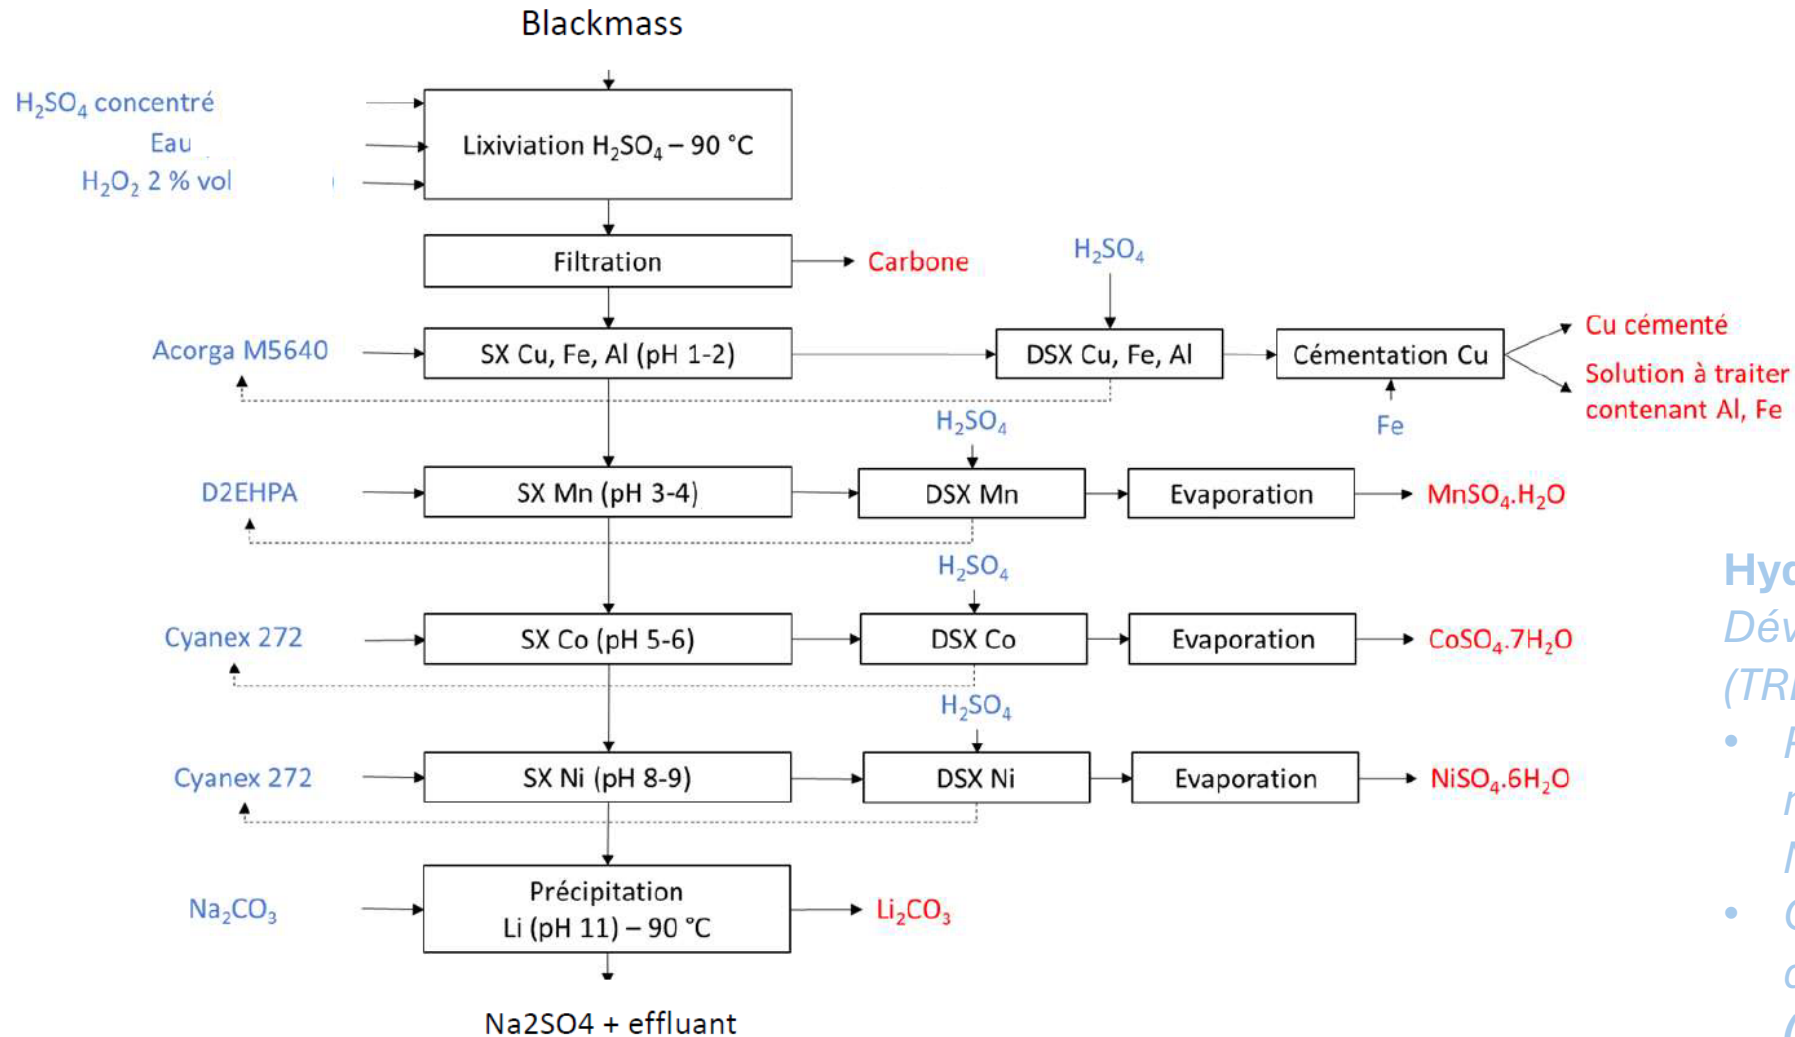 Blackmass
H₂SO₄ concentré
Eau
H₂O₂ 2 % vol
Lixiviation H₂SO₄ – 90 °C
Filtration
Carbone
H₂SO₄
Acorga M5640
SX Cu, Fe, Al (pH 1-2)
DSX Cu, Fe, Al
Cémentation Cu
Cu cémenté
Solution à traiter
contenant Al, Fe
Fe
H₂SO₄
D2EHPA
SX Mn (pH 3-4)
DSX Mn
Evaporation
MnSO₄.H₂O
H₂SO₄
Cyanex 272
SX Co (pH 5-6)
DSX Co
Evaporation
CoSO₄.7H₂O
H₂SO₄
Cyanex 272
SX Ni (pH 8-9)
DSX Ni
Evaporation
NiSO₄.6H₂O
Na₂CO₃
Précipitation
Li (pH 11) – 90 °C
Li₂CO₃
Na2SO4 + effluant